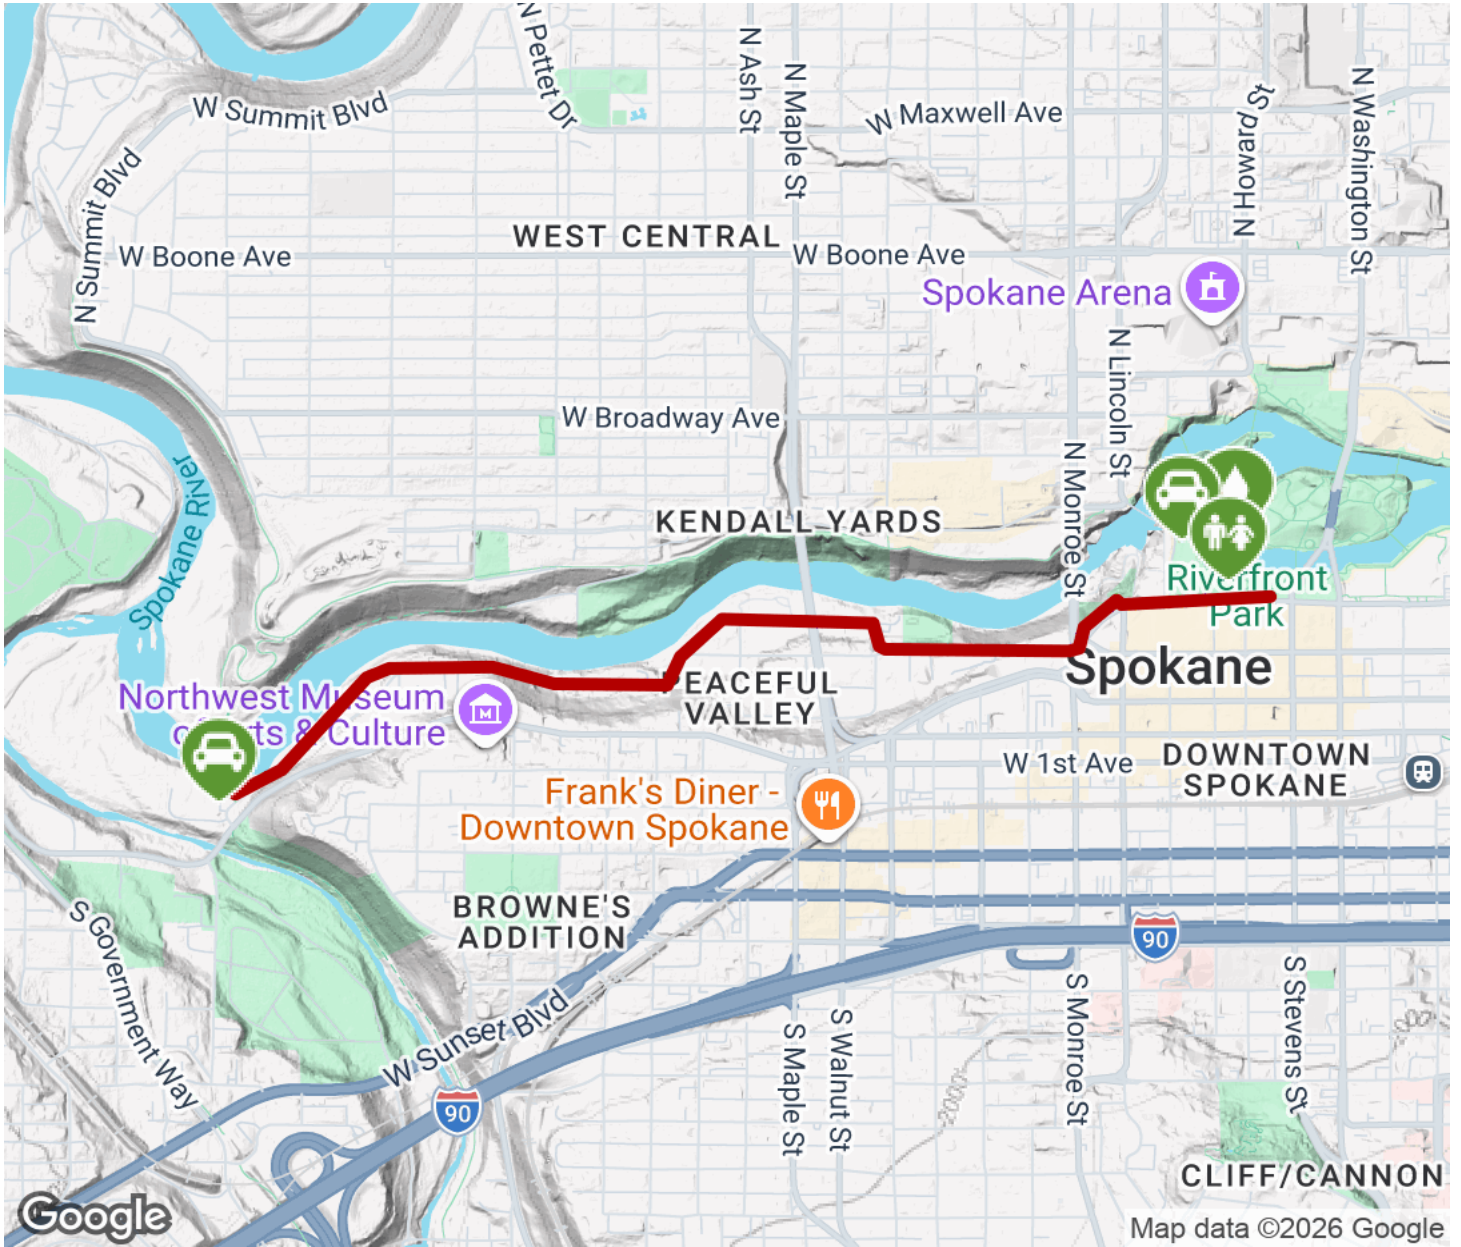 N Pettet Dr
N Ash St
N Maple St
W Summit Blvd
W Maxwell Ave
N Howard St
N Washington St
N Summit Blvd
WEST CENTRAL
W Boone Ave
W Boone Ave
Spokane Arena
N Lincoln St
W Broadway Ave
N Monroe St
Spokane River
KENDALL YARDS
Riverfront
Park
Spokane
EACEFUL
VALLEY
Northwest Museum
of Arts & Culture
W 1st Ave
DOWNTOWN
SPOKANE
Frank's Diner -
Downtown Spokane
BROWNE'S
ADDITION
S Government Way
90
W Sunset Blvd
S Maple St
S Walnut St
S Monroe St
S Stevens St
90
CLIFF/CANNON
Google
Map data ©2026 Google